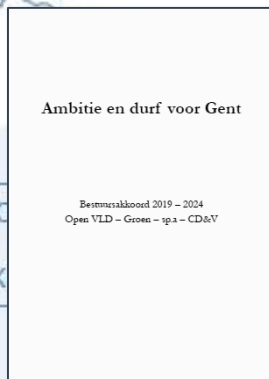 Ambitie en durf voor Gent
Bestuursakkoord 2019 – 2024
Open VLD – Groen – sp.a – CD&V